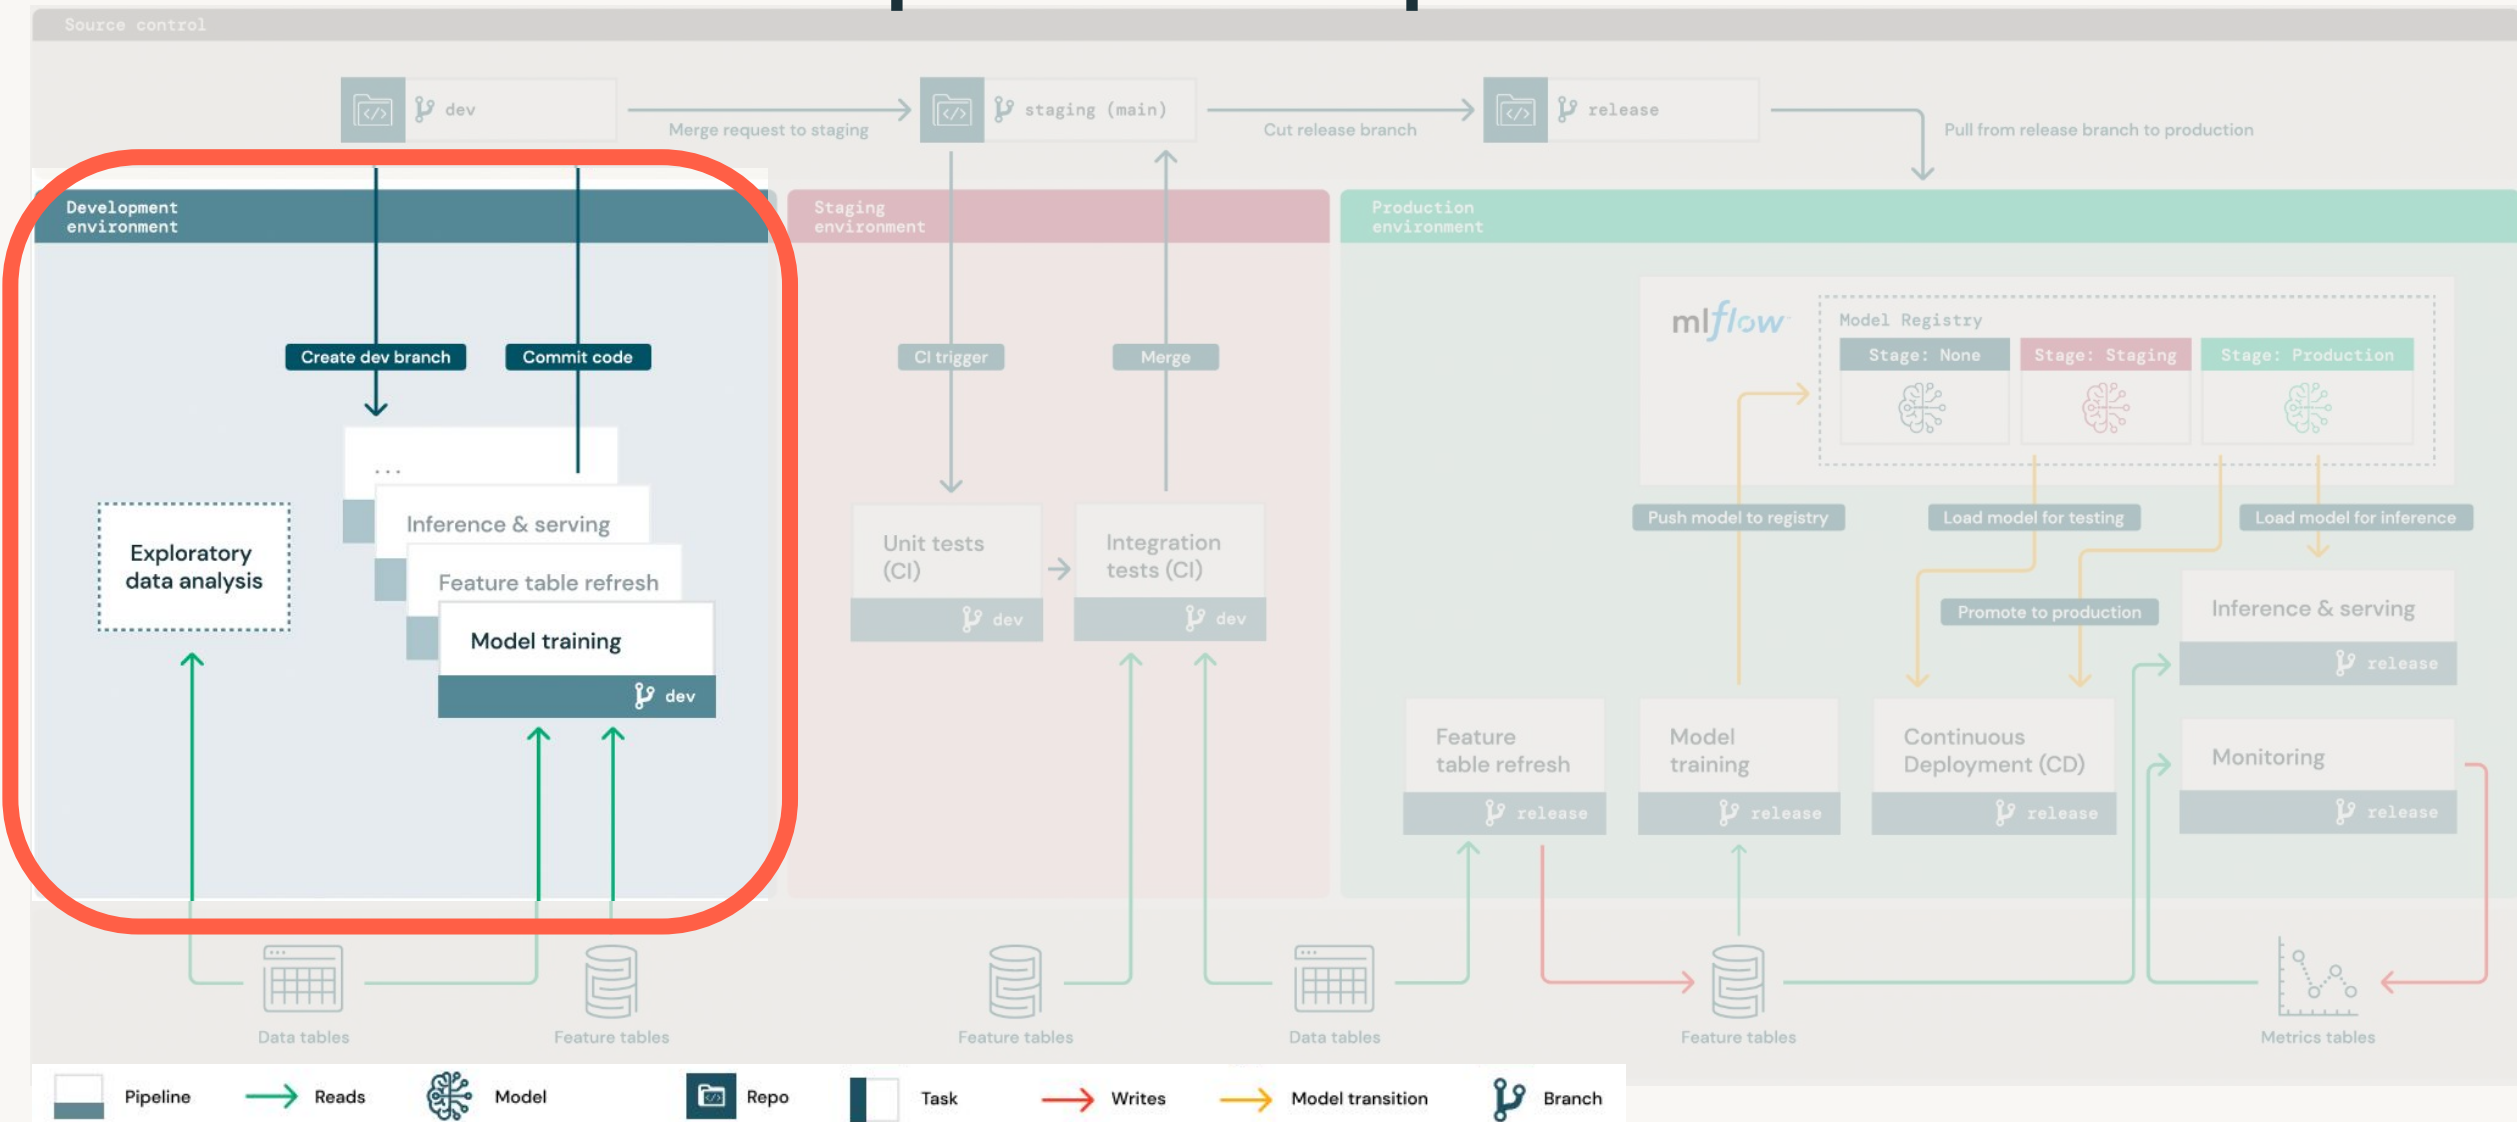 Source control
dev
Merge request to staging
staging (main)
Cut release branch
release
Pull from release branch to production
Development
environment
Staging
environment
Production
environment
Create dev branch
Commit code
CI trigger
Merge
mlflow
Model Registry
Stage: None
Stage: Staging
Stage: Production
...
Inference & serving
Feature table refresh
Model training
dev
Exploratory
data analysis
Unit tests
(CI)
dev
Integration
tests (CI)
dev
Push model to registry
Load model for testing
Load model for inference
Promote to production
Inference & serving
release
Feature
table refresh
release
Model
training
release
Continuous
Deployment (CD)
release
Monitoring
release
Data tables
Feature tables
Feature tables
Data tables
Feature tables
Metrics tables
Pipeline
Reads
Model
Repo
Task
Writes
Model transition
Branch